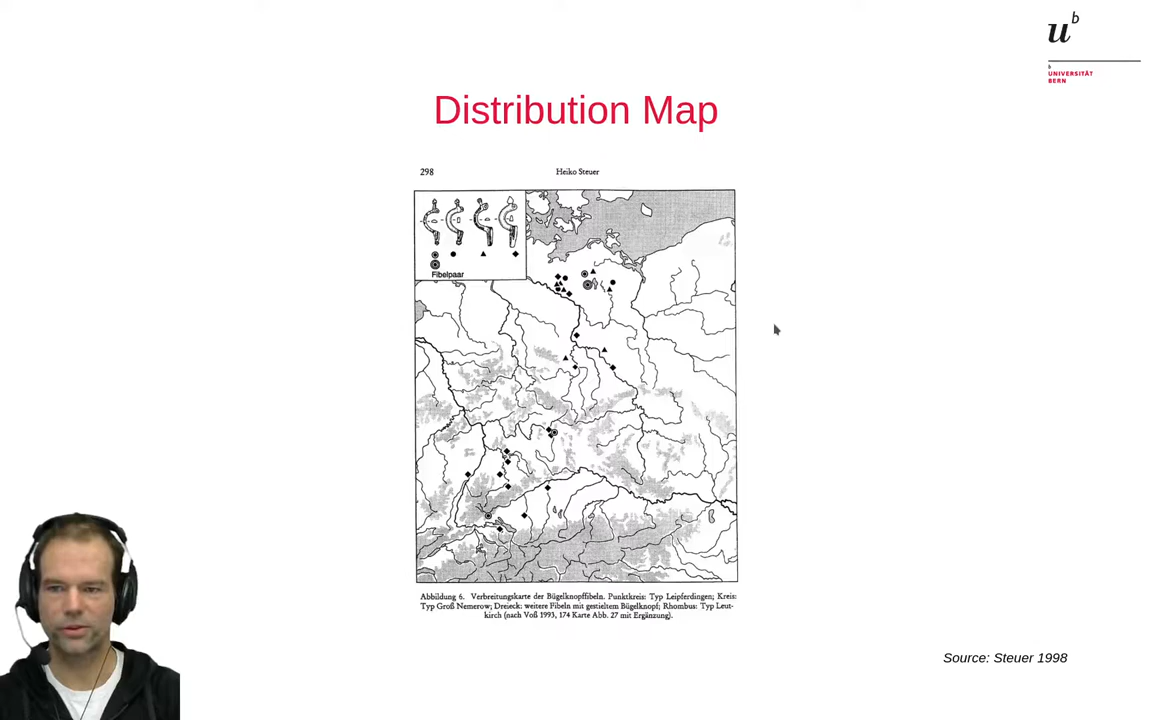 u
b
b
UNIVERSITÄT
BERN
Distribution Map
298 Heiko Steuer
Fibelpaar
Abbildung 6. Verbreitungskarte der Bügelknopffibeln. Punktkreis: Typ Leipferdingen; Kreis:
Typ Groß Nemerow; Dreieck: weitere Fibeln mit gestieltem Bügelknopf; Rhombus: Typ Leut-
kirch (nach Voß 1993, 174 Karte Abb. 27 mit Ergänzung).
Source: Steuer 1998